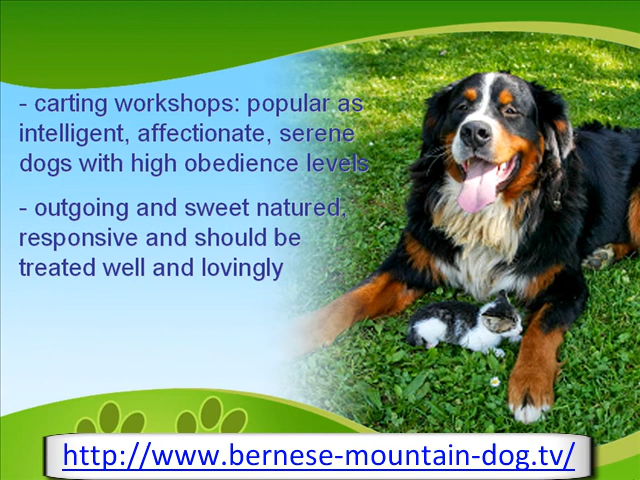 - carting workshops: popular as
intelligent, affectionate, serene
dogs with high obedience levels
- outgoing and sweet natured,
responsive and should be
treated well and lovingly
http://www.bernese-mountain-dog.tv/